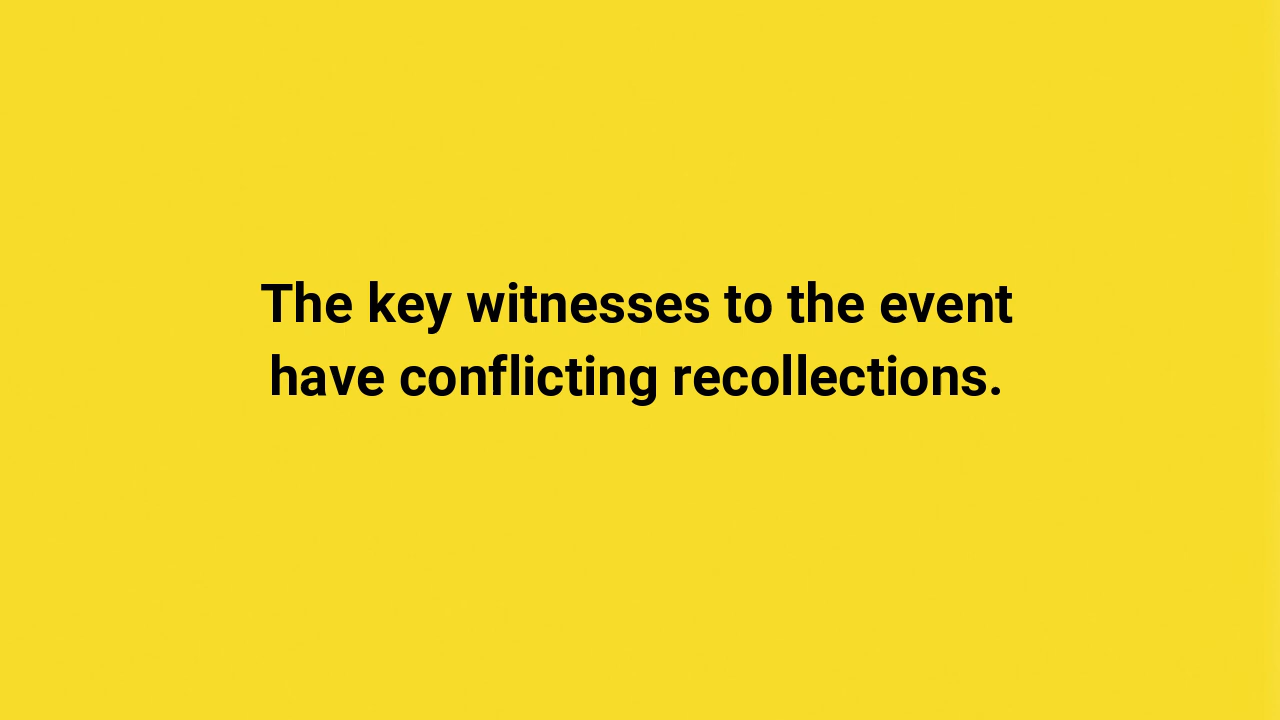 The key witnesses to the event
have conflicting recollections.